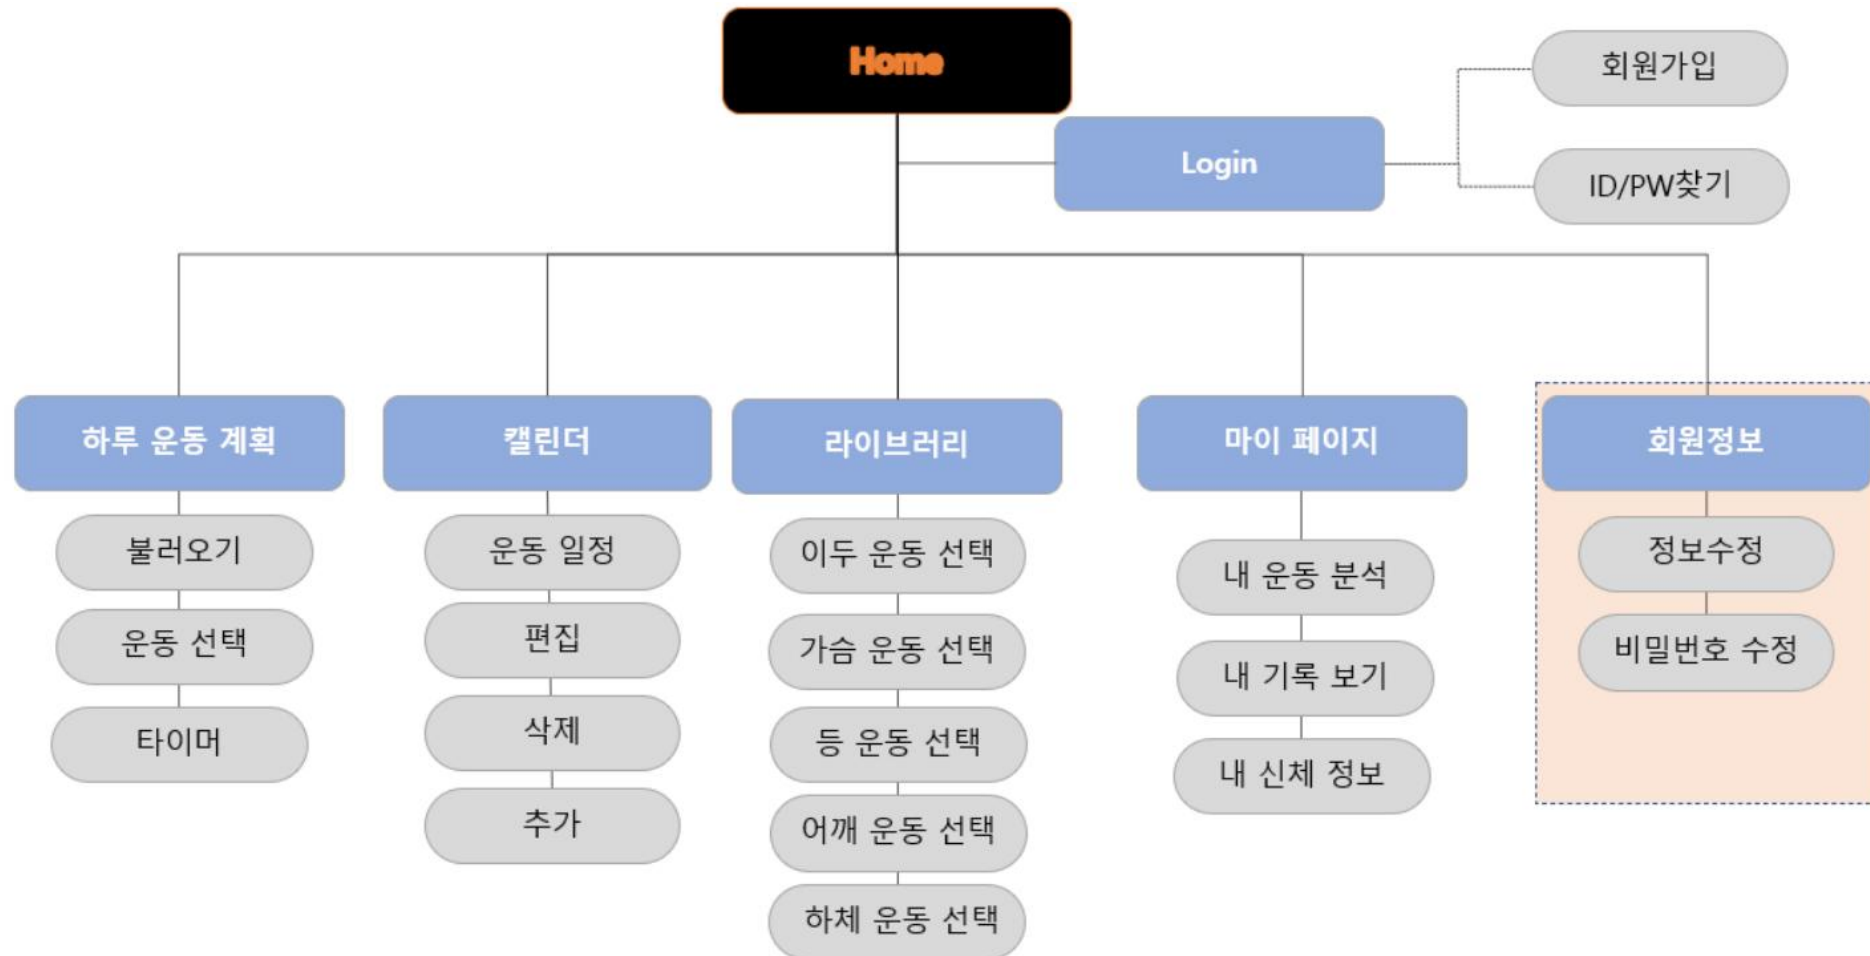 Home
Login
회원가입
ID/PW찾기
하루 운동 계획
불러오기
운동 선택
타이머
캘린더
운동 일정
편집
삭제
추가
라이브러리
이두 운동 선택
가슴 운동 선택
등 운동 선택
어깨 운동 선택
하체 운동 선택
마이 페이지
내 운동 분석
내 기록 보기
내 신체 정보
회원정보
정보수정
비밀번호 수정